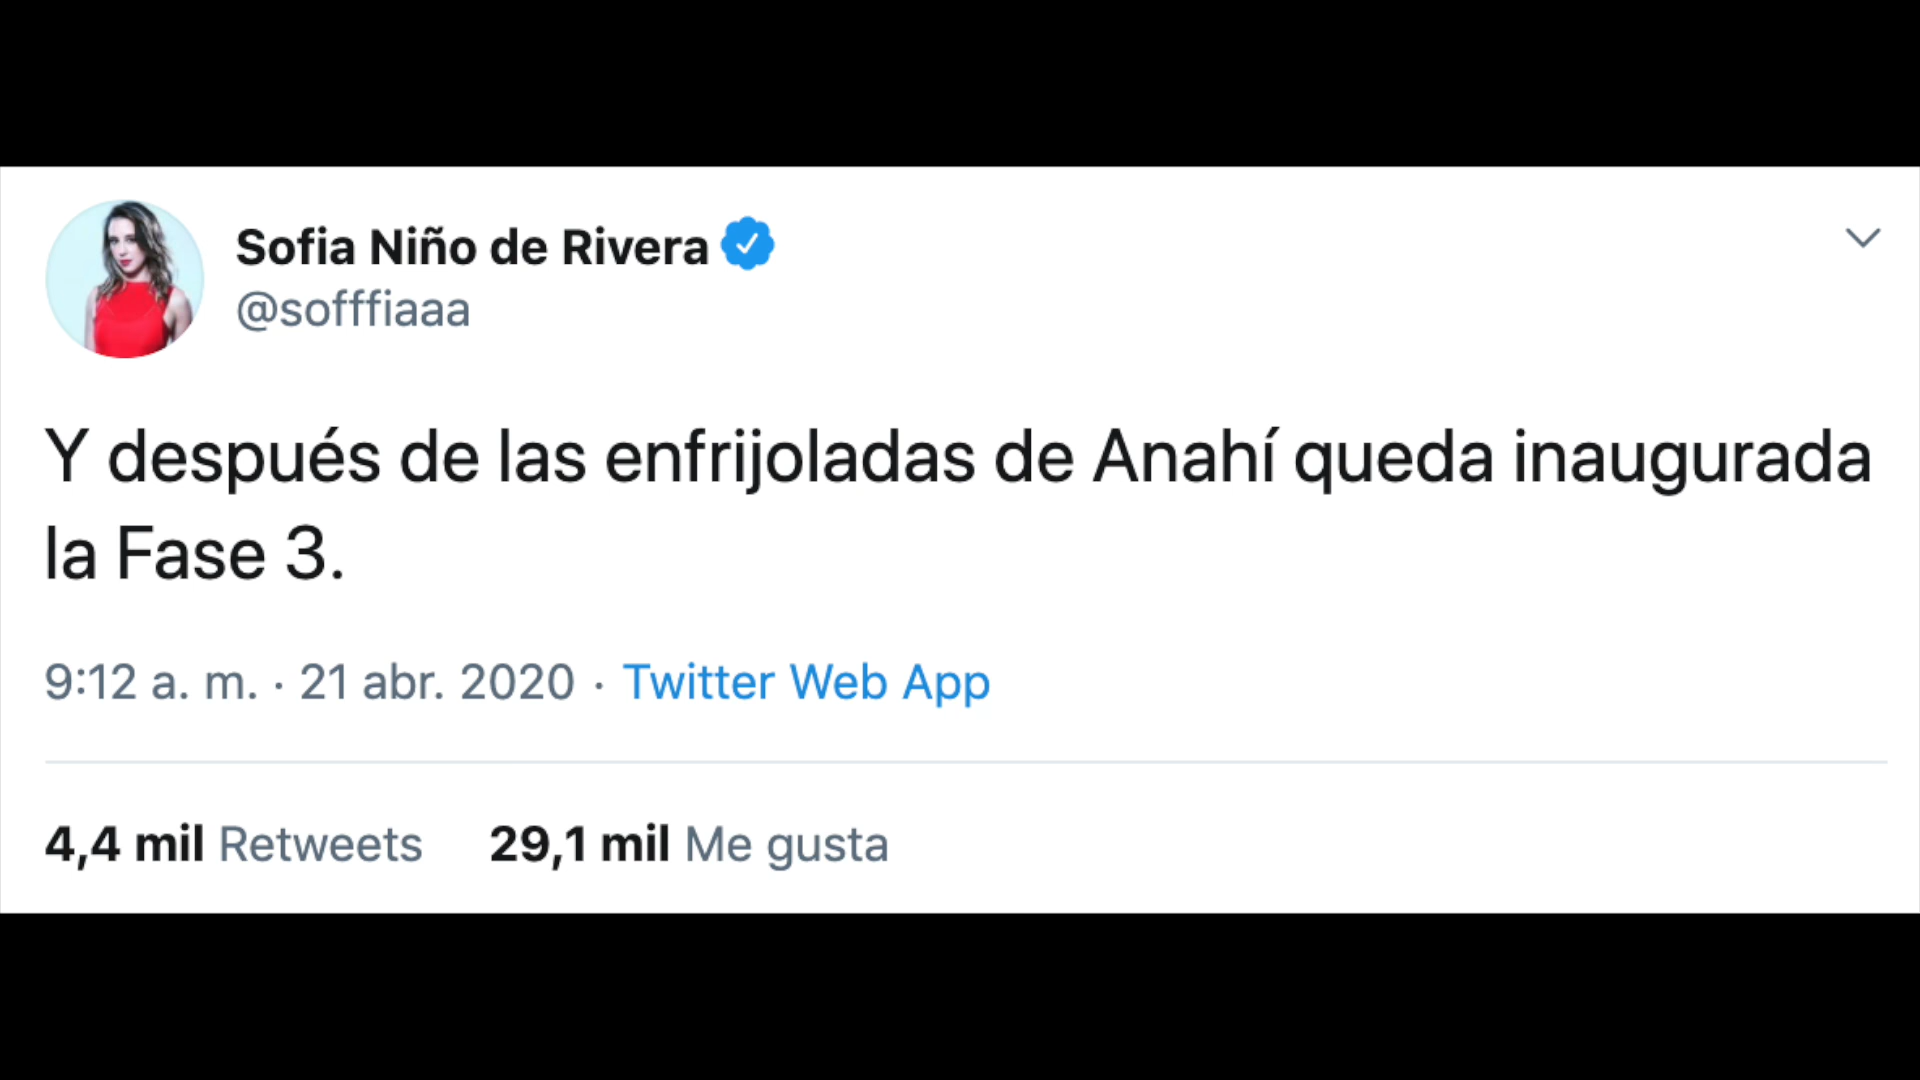 Sofia Niño de Rivera
@sofffiaaa
Y después de las enfrijoladas de Anahí queda inaugurada
la Fase 3.
9:12 a. m. · 21 abr. 2020 · Twitter Web App
4,4 mil Retweets 29,1 mil Me gusta